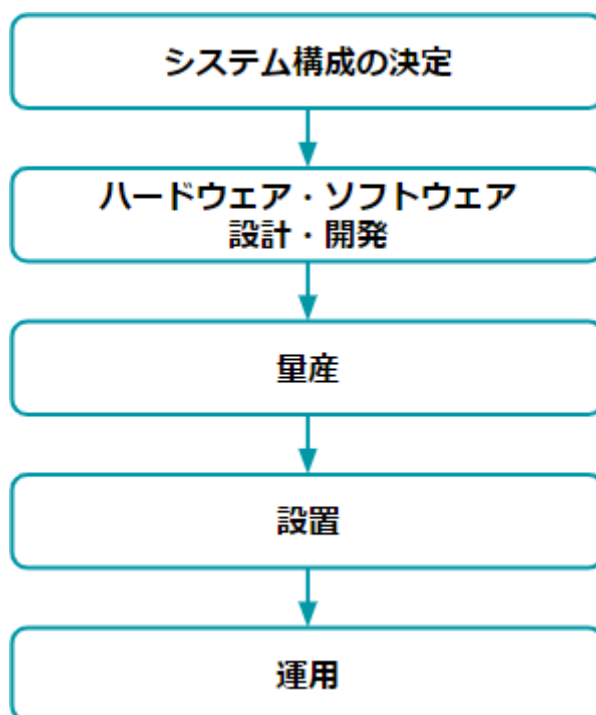 システム構成の決定
ハードウェア・ソフトウェア
設計・開発
量産
設置
運用